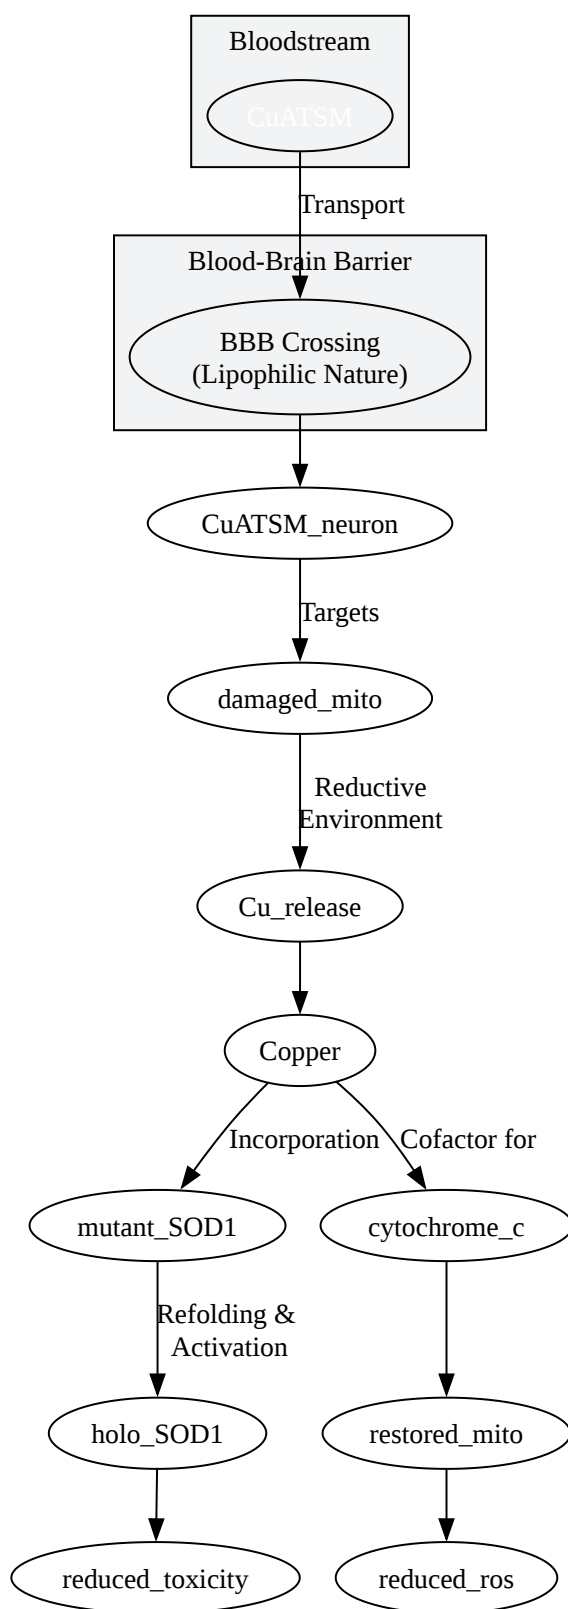 Bloodstream
CuATSM
Transport
Blood-Brain Barrier
BBB Crossing
(Lipophilic Nature)
CuATSM_neuron
Targets
damaged_mito
Reductive
Environment
Cu_release
Copper
Incorporation
Cofactor for
mutant_SOD1
cytochrome_c
Refolding &
Activation
holo_SOD1
restored_mito
reduced_toxicity
reduced_ros